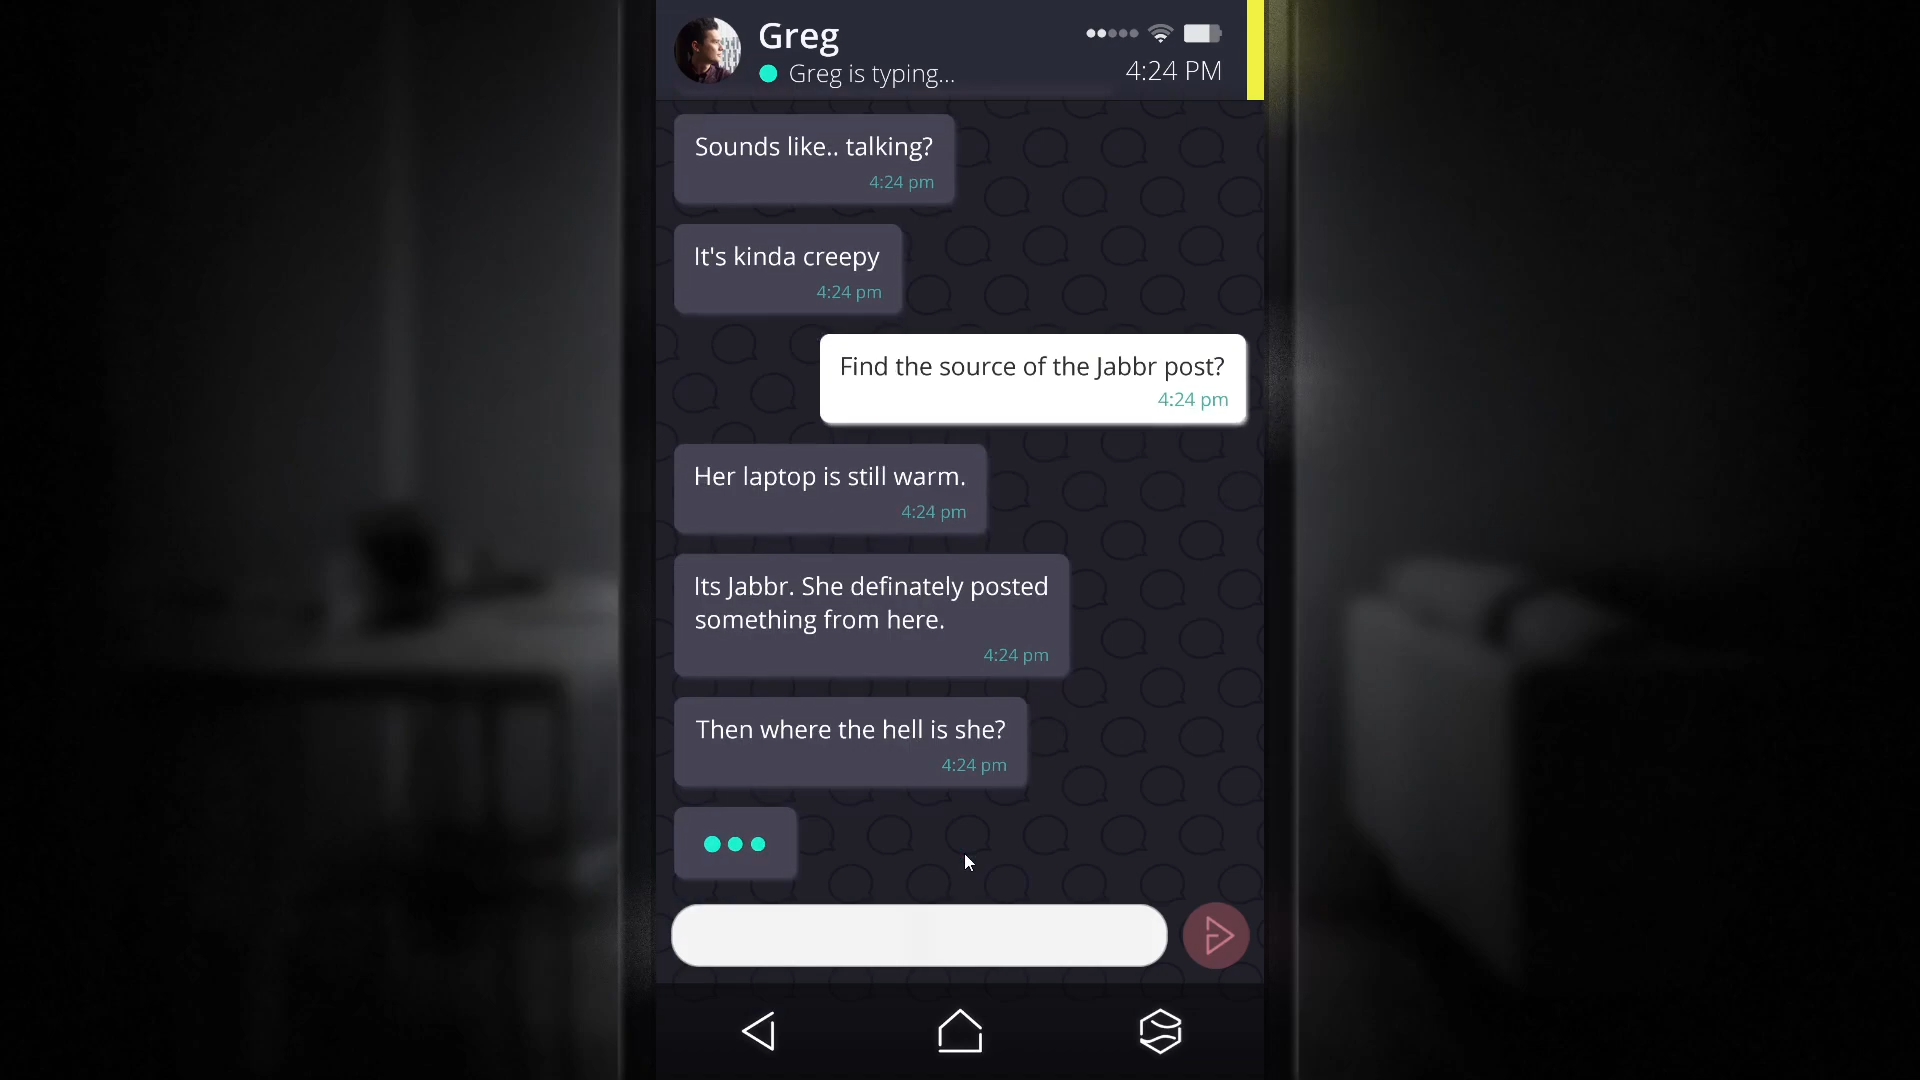 Greg
Greg is typing...
4:24 PM
Sounds like.. talking?
4:24 pm
It's kinda creepy
4:24 pm
Find the source of the Jabbr post?
4:24 pm
Her laptop is still warm.
4:24 pm
Its Jabbr. She definately posted
something from here.
4:24 pm
Then where the hell is she?
4:24 pm